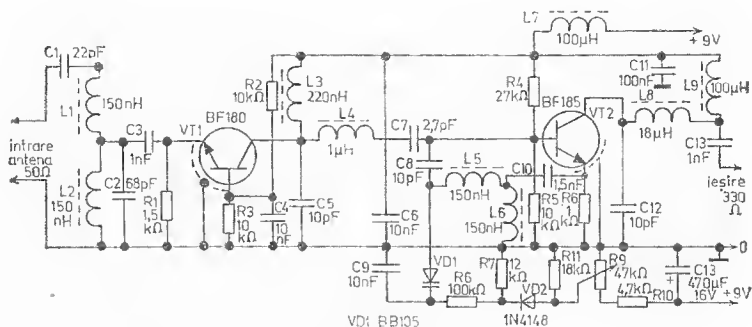 L7
100µH
+9V
C1 22pF
L1
150nH
R2
10kΩ
L3
220nH
L4
1µH
R4
27kΩ
C11
100nF
L9
100µH
L8
18µH
BF185
VT2
C3
1nF
VT1
BF180
C7
2,7pF
C8
10pF
L5
150nH
C10
1,5nF
C13
1nF
intrare
antena
50Ω
ieşire
330
Ω
L2
150
nH
C2
68pF
R1
1,5
kΩ
R3
10
kΩ
C4
10
nF
C5
10pF
C6
10nF
L6
150nH
R5
10
kΩ
R6
1
kΩ
C12
10pF
0
C9
10nF
VD1
R6
100kΩ
R7
12
kΩ
VD2
R11
18kΩ
R9
47kΩ
4,7kΩ
R10
C13
470µF
16V
+
+9V
VD1 BB105
1N4148